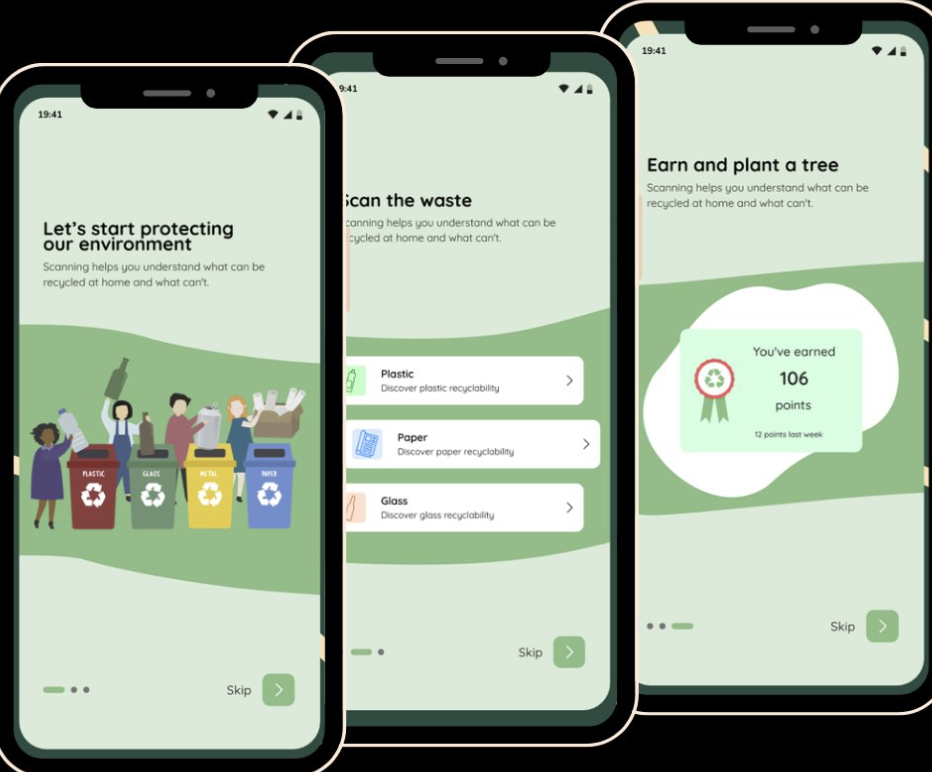 19:41
Let's start protecting
our environment
Scanning helps you understand what can be
recycled at home and what can't.
PLASTIC
GLASS
METAL
PAPER
Skip
9:41
Scan the waste
canning helps you understand what can be
cycled at home and what can't.
Plastic
Discover plastic recyclability
Paper
Discover paper recyclability
Glass
Discover glass recyclability
Skip
19:41
Earn and plant a tree
Scanning helps you understand what can be
recycled at home and what can't.
You've earned
106
points
12 points last week
Skip